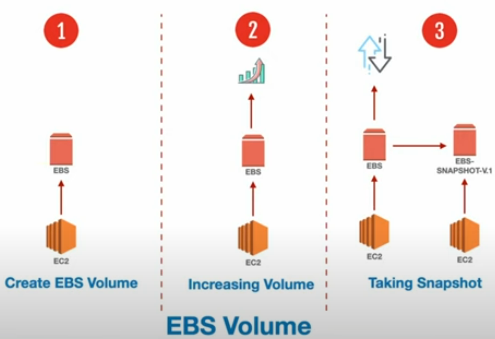 1
2
3
EBS
EBS
EBS
EBS-
SNAPSHOT-V.1
EC2
EC2
EC2
EC2
Create EBS Volume
Increasing Volume
Taking Snapshot
EBS Volume